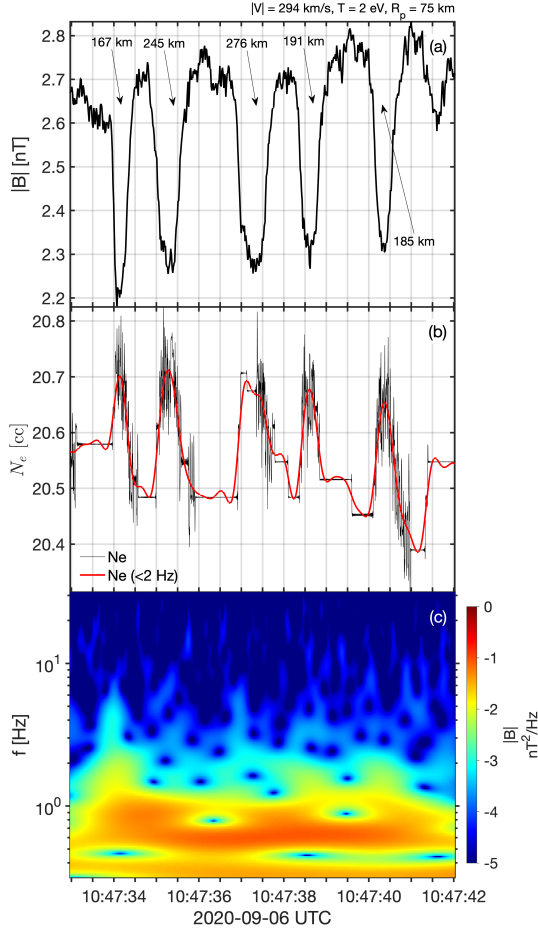 |V| = 294 km/s, T = 2 eV, Rp = 75 km
(a)
167 km
245 km
276 km
191 km
185 km
2.8
2.7
2.6
2.5
2.4
2.3
2.2
|B| [nT]
(b)
20.8
20.7
20.6
20.5
20.4
Ne [cc]
Ne
Ne (<2 Hz)
(c)
10^1
10^0
f [Hz]
0
-1
-2
-3
-4
-5
|B|
nT^2/Hz
10:47:34 10:47:36 10:47:38 10:47:40 10:47:42
2020-09-06 UTC